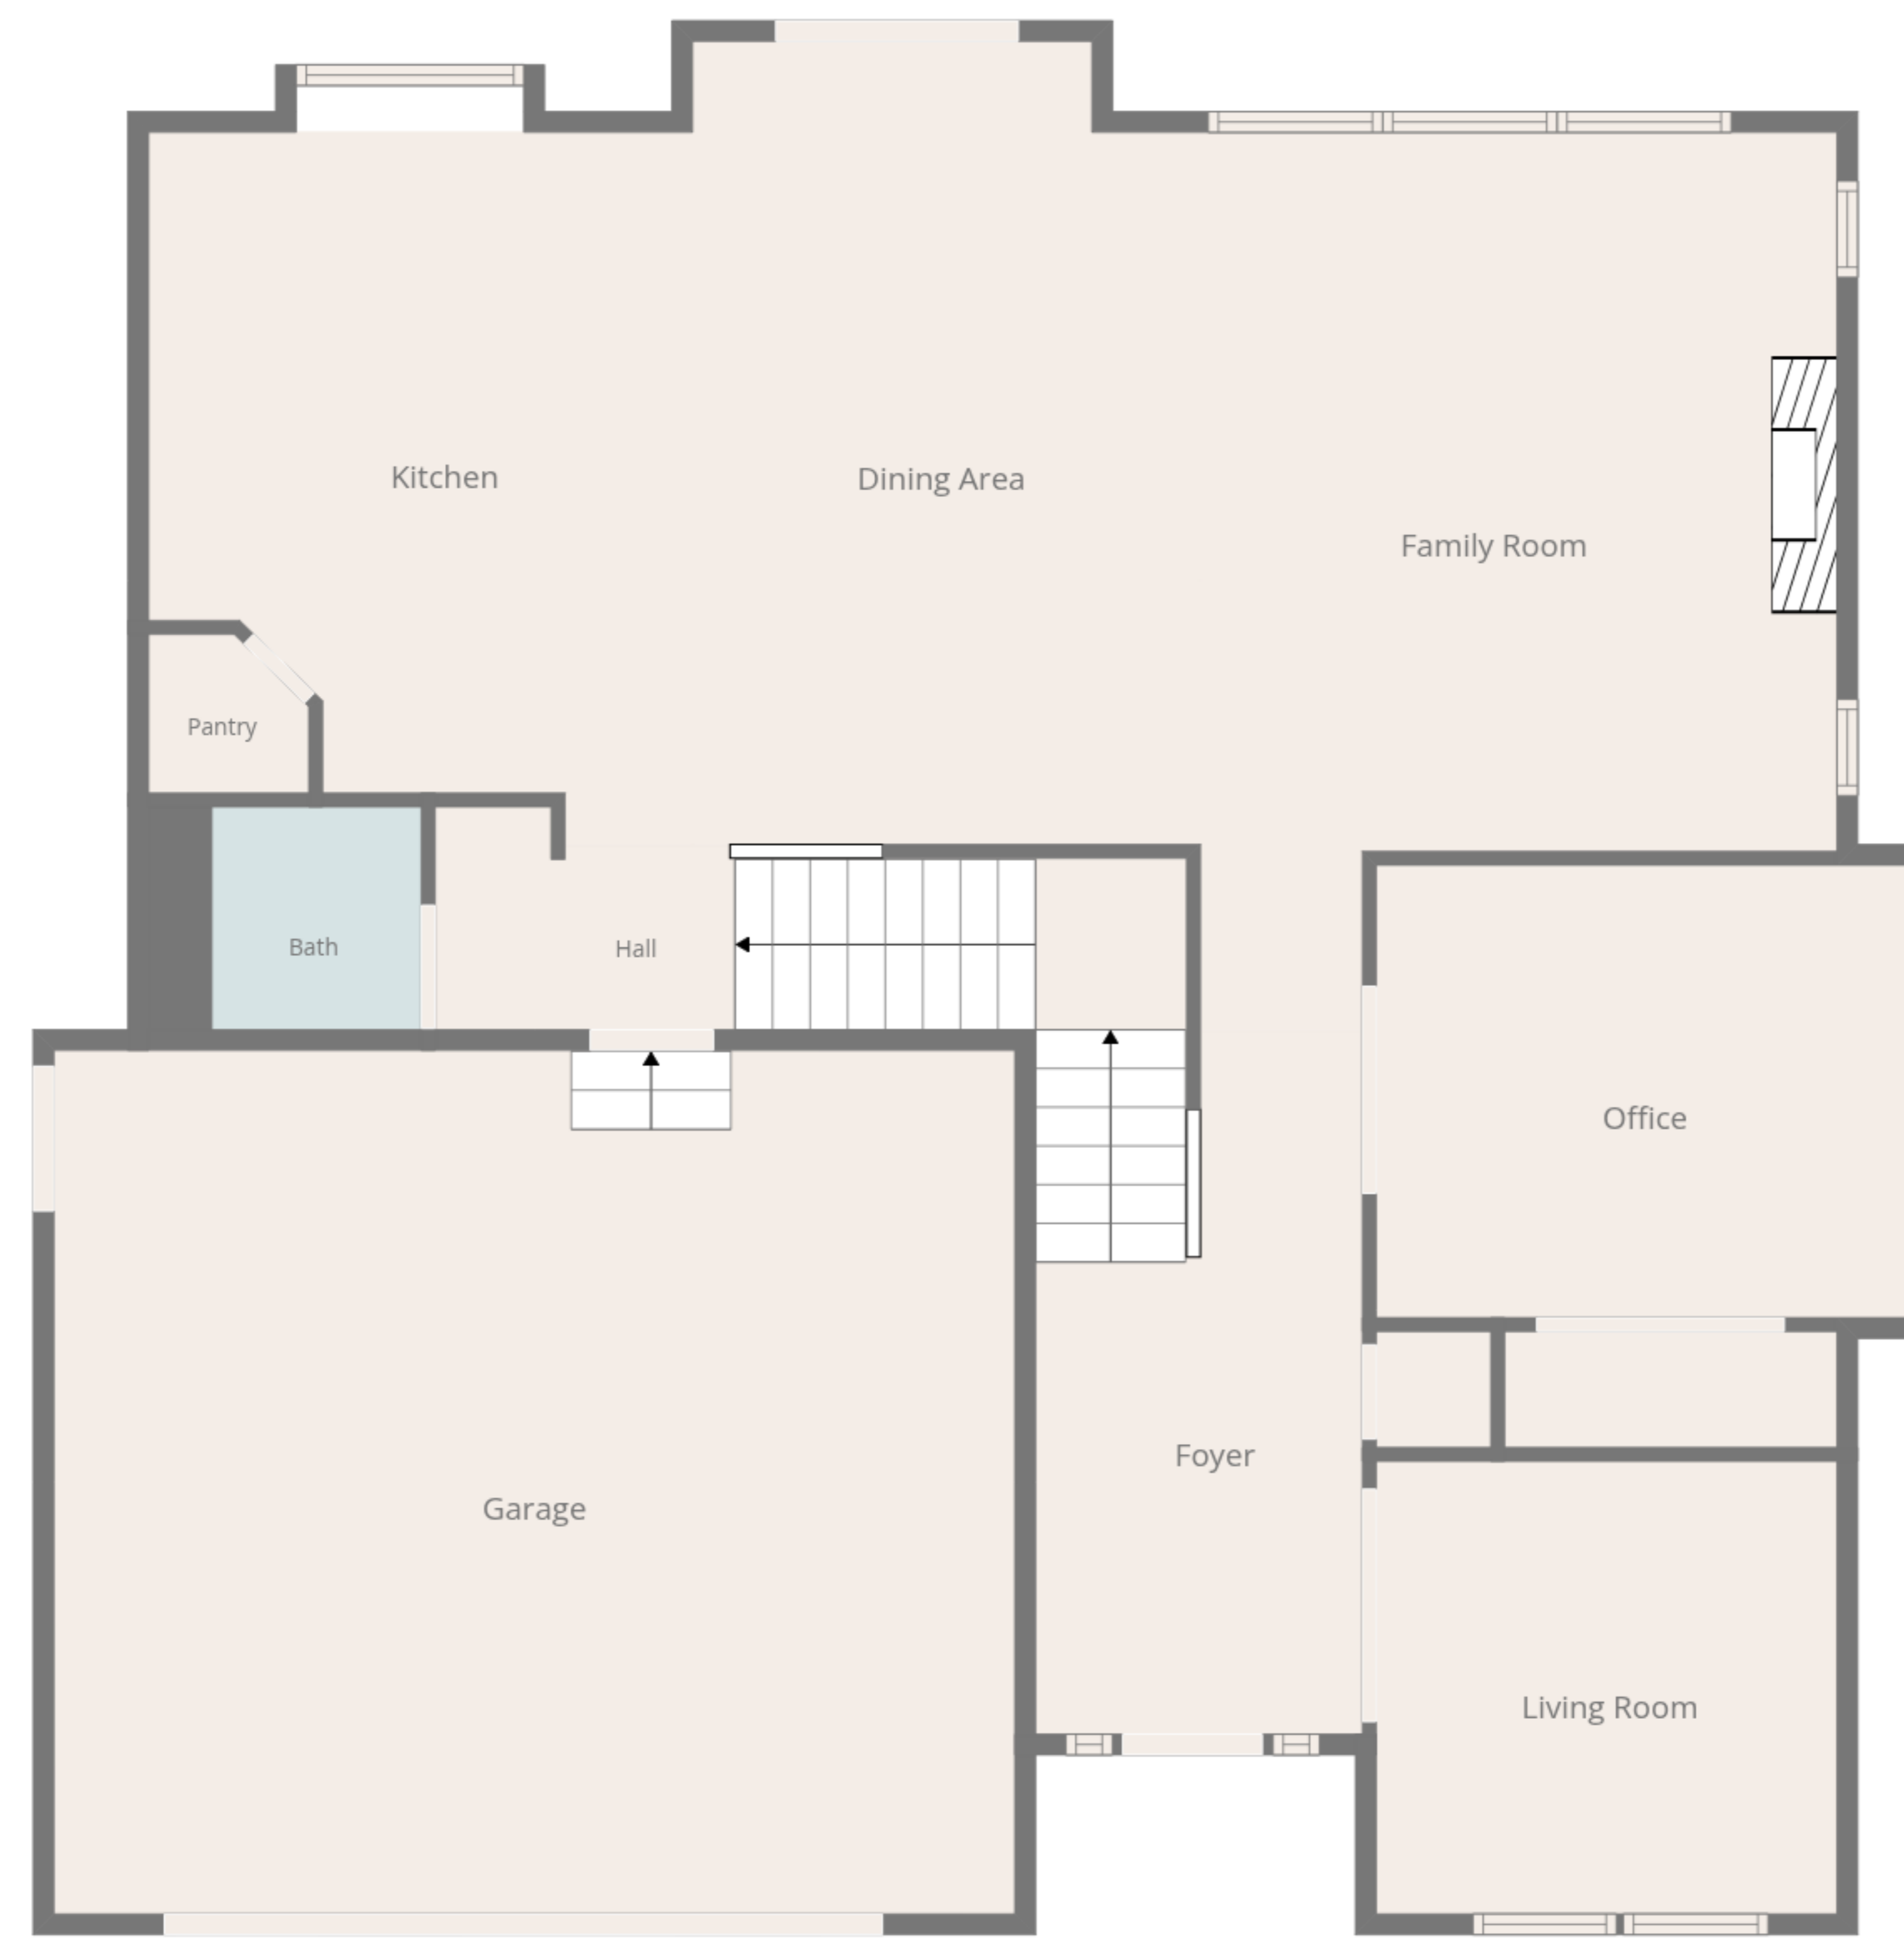 Kitchen
Dining Area
Family Room
Pantry
Bath
Hall
Office
Foyer
Garage
Living Room